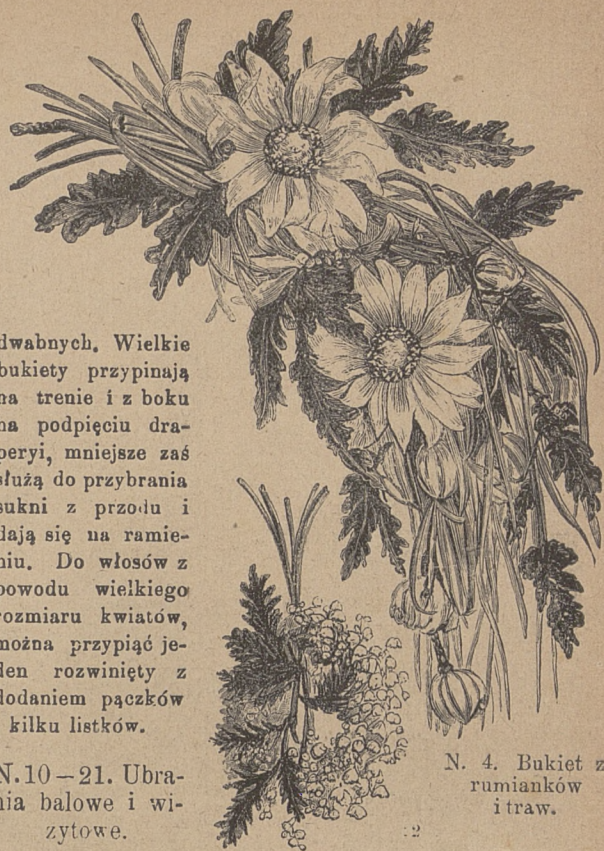 dwabnych. Wielkie
bukiety przypinają
na trenie i z boku
na podpięciu dra-
peryi, mniejsze zaś
służą do przybrania
sukni z przodu i
dają się na ramie-
niu. Do włosów z
powodu wielkiego
rozmiaru kwiatów,
można przypiąć je-
den rozwinięty z
dodaniem pączków
i kilku listków.
N. 10 – 21. Ubra-
nia balowe i wi-
zytowe.
N. 4. Bukiet z
rumianków
i traw.